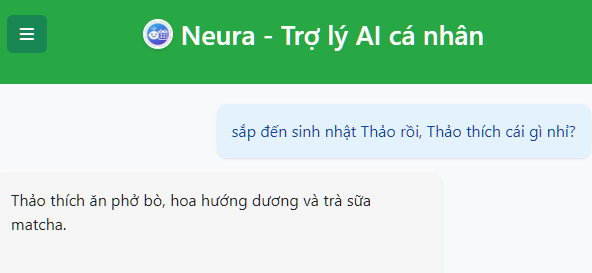 Neura - Trợ lý AI cá nhân
sắp đến sinh nhật Thảo rồi, Thảo thích cái gì nhỉ?
Thảo thích ăn phở bò, hoa hướng dương và trà sữa
matcha.